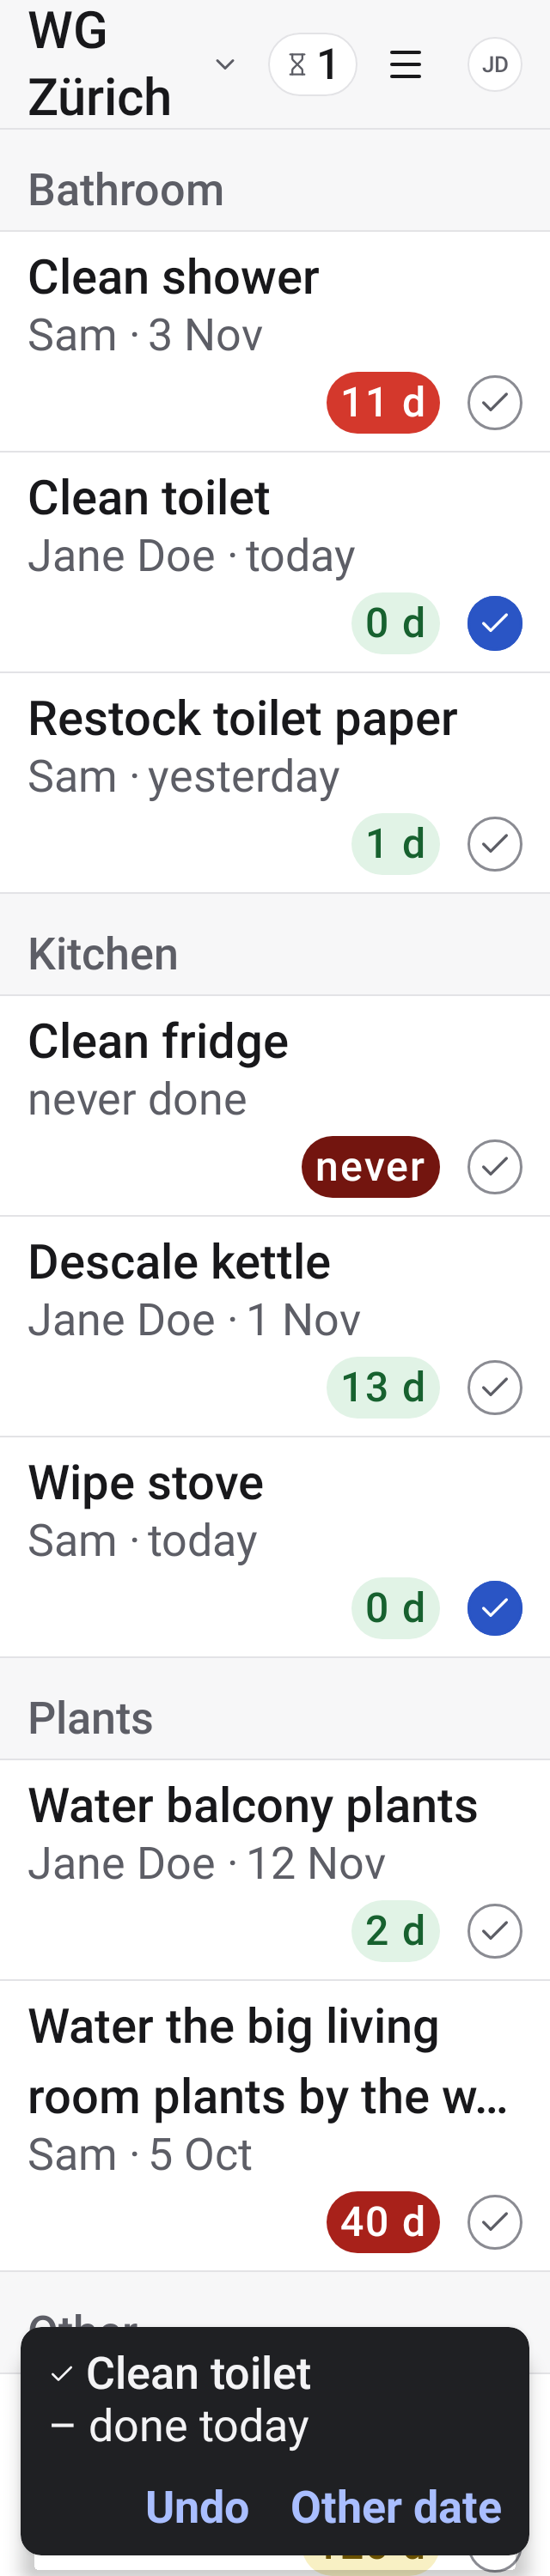 WG
Zürich
1
JD
Bathroom
Clean shower
Sam · 3 Nov
11 d
Clean toilet
Jane Doe · today
0 d
Restock toilet paper
Sam · yesterday
1 d
Kitchen
Clean fridge
never done
never
Descale kettle
Jane Doe · 1 Nov
13 d
Wipe stove
Sam · today
0 d
Plants
Water balcony plants
Jane Doe · 12 Nov
2 d
Water the big living
room plants by the w…
Sam · 5 Oct
40 d
Other
Clean toilet
– done today
Undo Other date